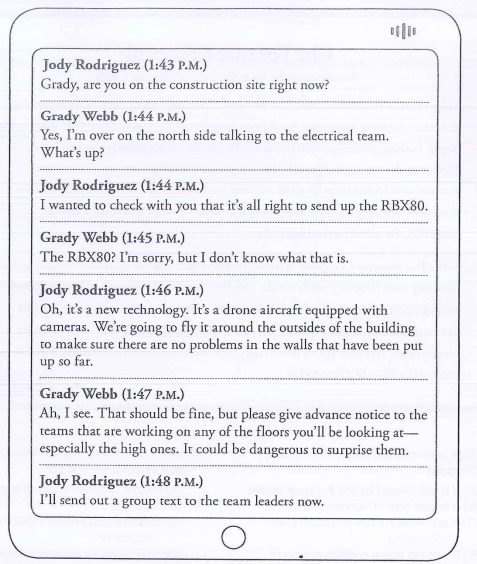 Jody Rodriguez (1:43 P.M.)
Grady, are you on the construction site right now?
Grady Webb (1:44 P.M.)
Yes, I'm over on the north side talking to the electrical team.
What's up?
Jody Rodriguez (1:44 P.M.)
I wanted to check with you that it's all right to send up the RBX80.
Grady Webb (1:45 P.M.)
The RBX80? I'm sorry, but I don't know what that is.
Jody Rodriguez (1:46 P.M.)
Oh, it's a new technology. It's a drone aircraft equipped with
cameras. We're going to fly it around the outsides of the building
to make sure there are no problems in the walls that have been put
up so far.
Grady Webb (1:47 P.M.)
Ah, I see. That should be fine, but please give advance notice to the
teams that are working on any of the floors you'll be looking at—
especially the high ones. It could be dangerous to surprise them.
Jody Rodriguez (1:48 P.M.)
I'll send out a group text to the team leaders now.